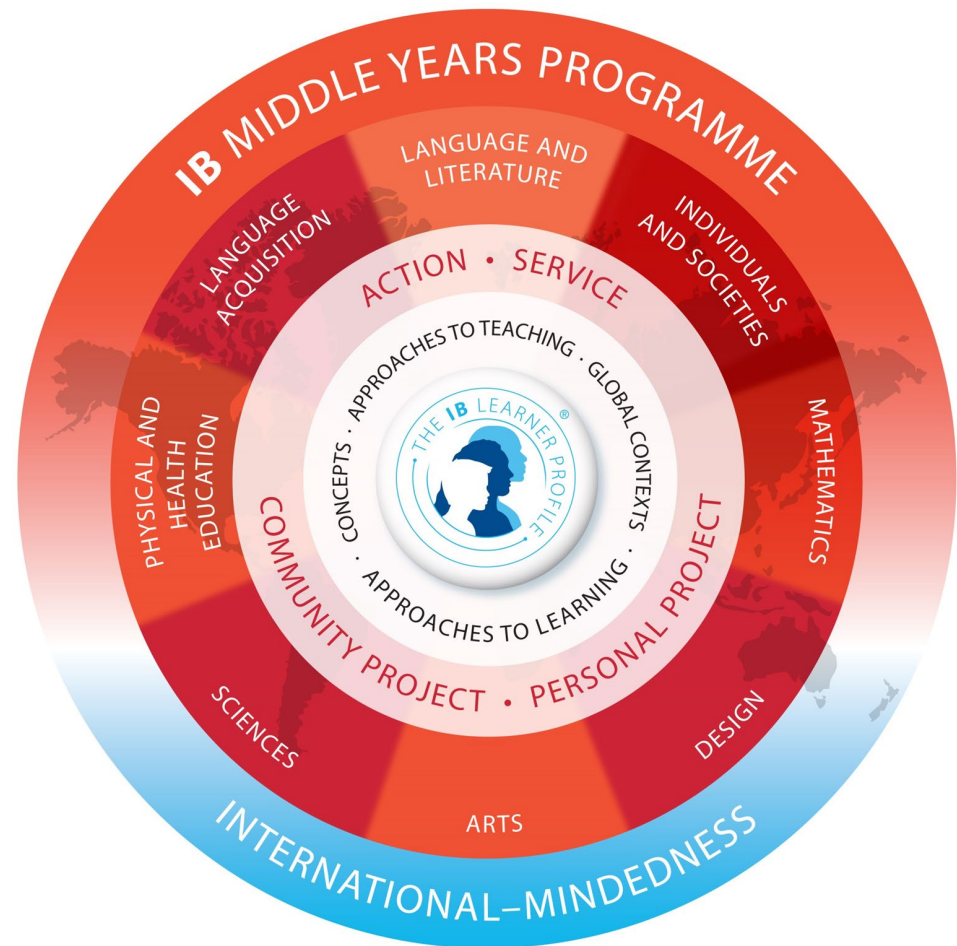 IB MIDDLE YEARS PROGRAMME
LANGUAGE AND
LITERATURE
INDIVIDUALS
AND SOCIETIES
MATHEMATICS
DESIGN
ARTS
SCIENCES
PHYSICAL AND
HEALTH
EDUCATION
LANGUAGE
ACQUISITION
ACTION • SERVICE
PERSONAL PROJECT •
COMMUNITY PROJECT
APPROACHES TO TEACHING ·
GLOBAL CONTEXTS ·
APPROACHES TO LEARNING ·
CONCEPTS ·
THE IB LEARNER PROFILE ®
INTERNATIONAL–MINDEDNESS